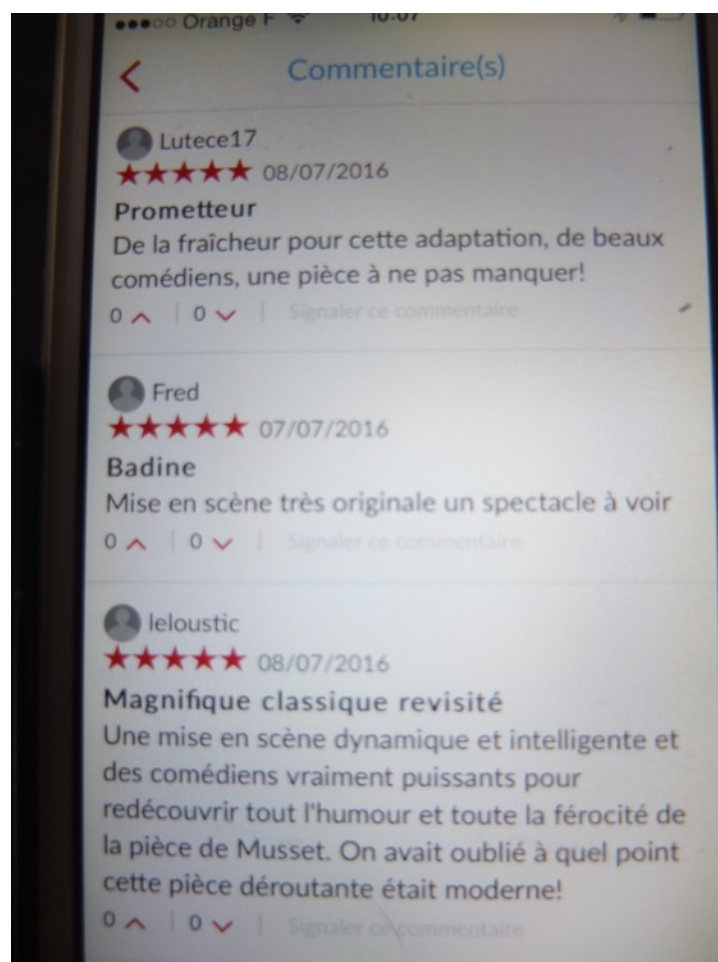 Orange F
10:07
Commentaire(s)
Lutece17
08/07/2016
Prometteur
De la fraîcheur pour cette adaptation, de beaux
comédiens, une pièce à ne pas manquer!
0 | 0 | Signaler ce commentaire
Fred
07/07/2016
Badine
Mise en scène très originale un spectacle à voir
0 | 0 | Signaler ce commentaire
leloustic
08/07/2016
Magnifique classique revisité
Une mise en scène dynamique et intelligente et
des comédiens vraiment puissants pour
redécouvrir tout l'humour et toute la férocité de
la pièce de Musset. On avait oublié à quel point
cette pièce déroutante était moderne!
0 | 0 | Signaler ce commentaire